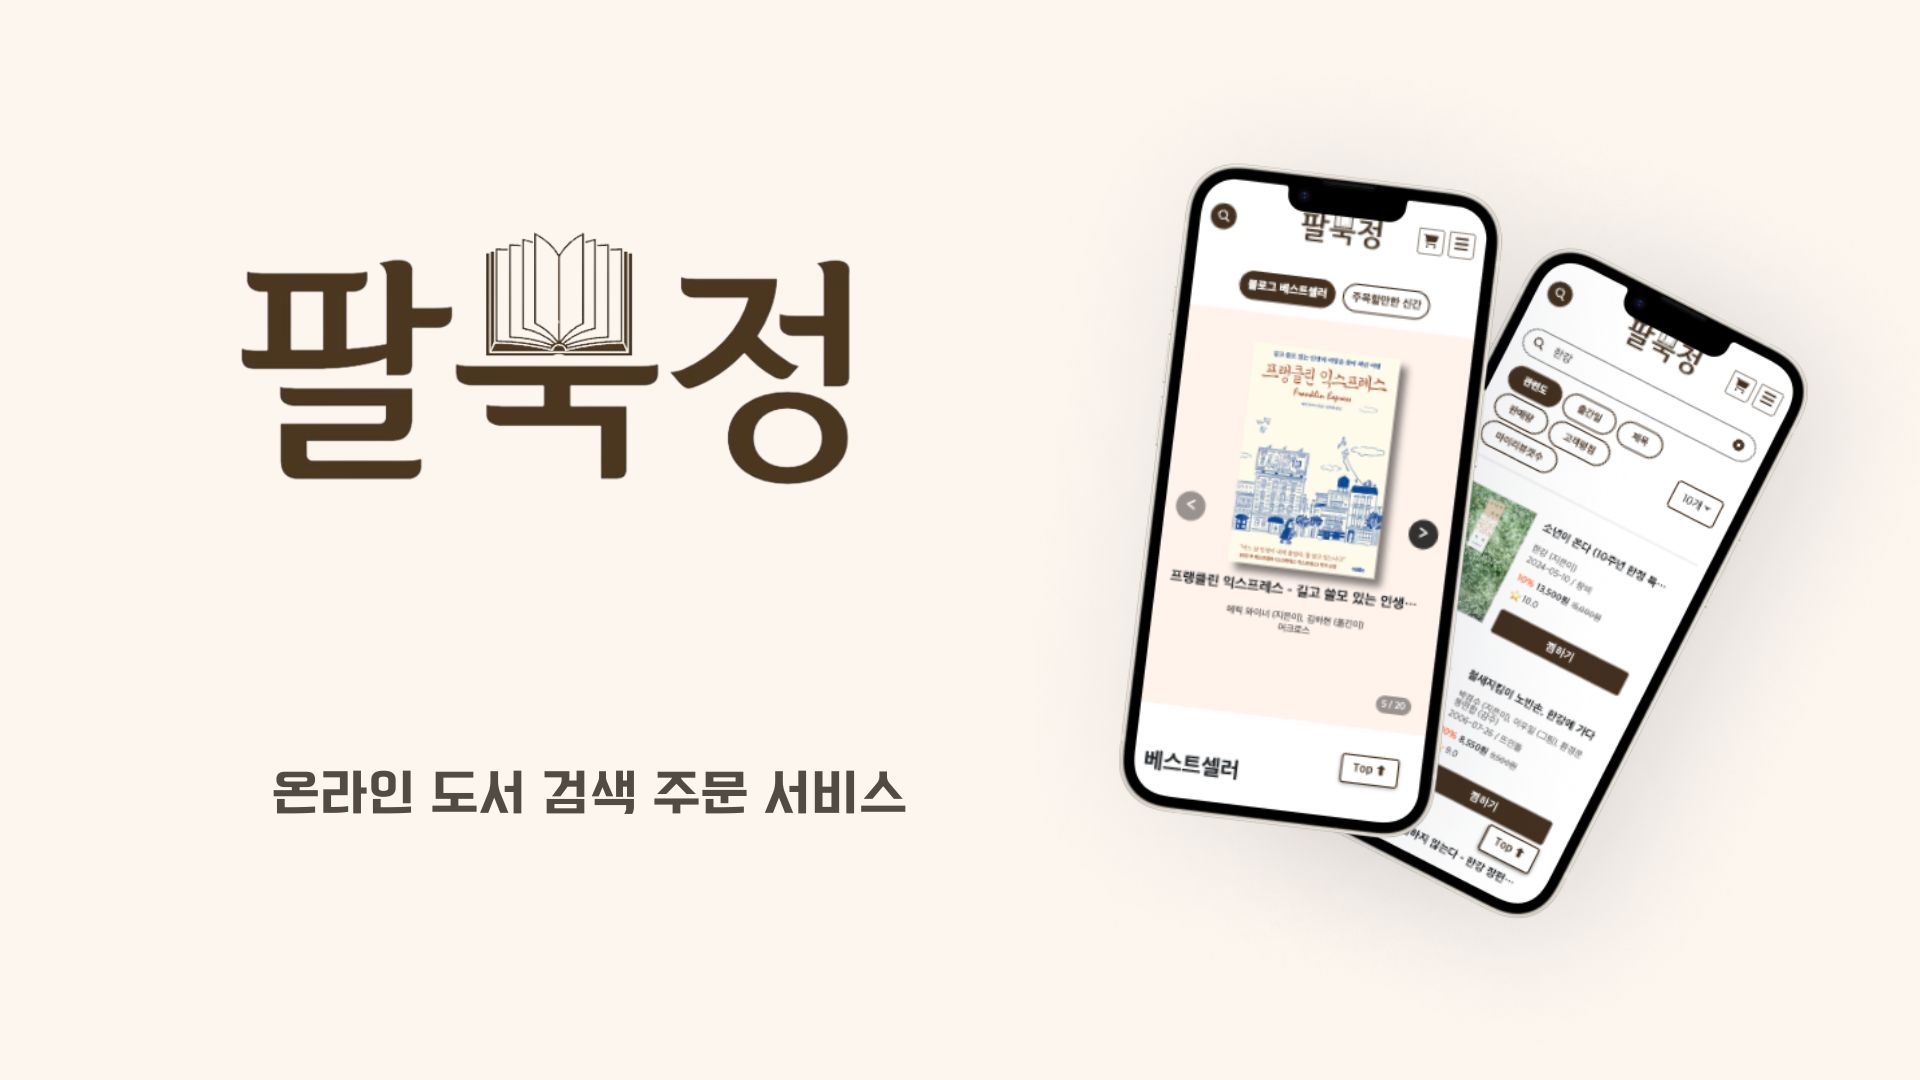 팔북정
온라인 도서 검색 주문 서비스
팔북정
블로그 베스트셀러
주목할만한 신간
프랭클린 익스프레스
Franklin Express
<
>
프랭클린 익스프레스 - 길고 쓸모 있는 인생…
에릭 와이너 (지은이), 김하현 (옮긴이)
어크로스
5 / 20
베스트셀러
Top
팔북정
한강
관련도
출간일
판매량
고객평점
제목
마이리뷰갯수
10개
소년이 온다 (10주년 한정 특…
한강 (지은이)
2024-05-10 / 창비
10% 13,500원 15,000원
10.0
찜하기
철새지킴이 노빈손, 한강에 가다
박경수 (지은이), 이우일 (그림), 환경운
동연합 (감수)
2006-07-26 / 뜨인돌
8,550원 9,500원
9.0
찜하기
하지 않는다 - 한강 장편…
Top